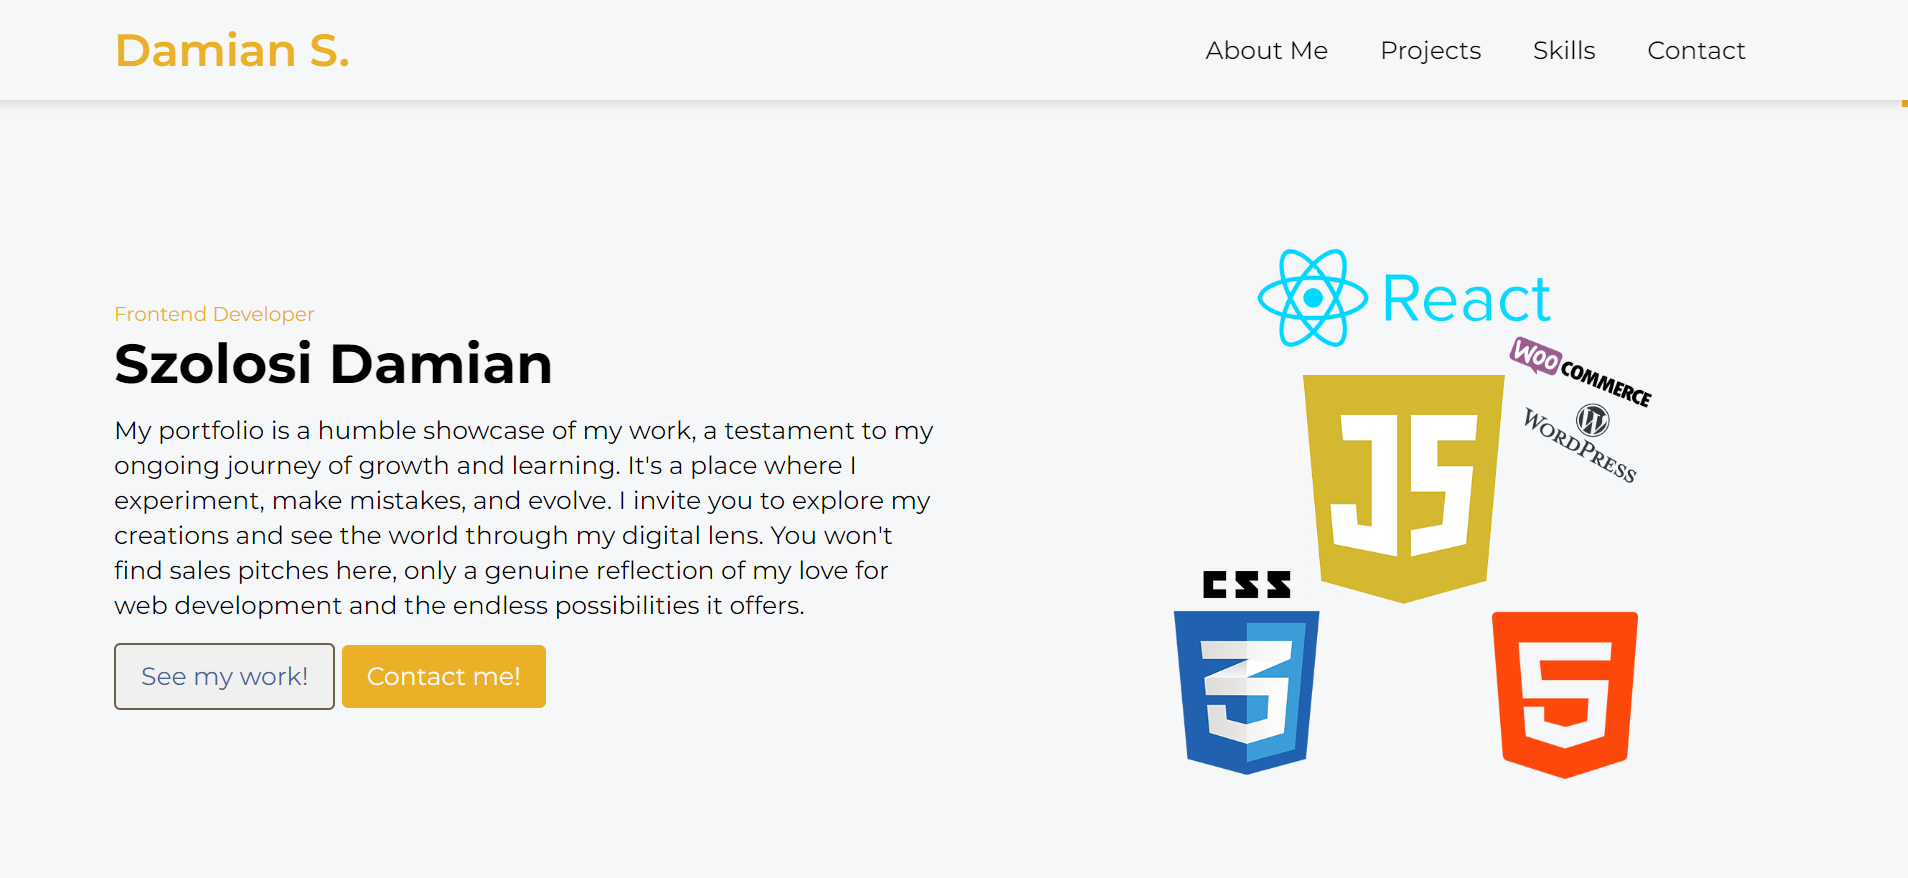 Damian S.
About Me Projects Skills Contact
Frontend Developer
Szolosi Damian
My portfolio is a humble showcase of my work, a testament to my
ongoing journey of growth and learning. It's a place where I
experiment, make mistakes, and evolve. I invite you to explore my
creations and see the world through my digital lens. You won't
find sales pitches here, only a genuine reflection of my love for
web development and the endless possibilities it offers.
See my work! Contact me!
React
WOO COMMERCE
W
WORDPRESS
JS
CSS
3
5